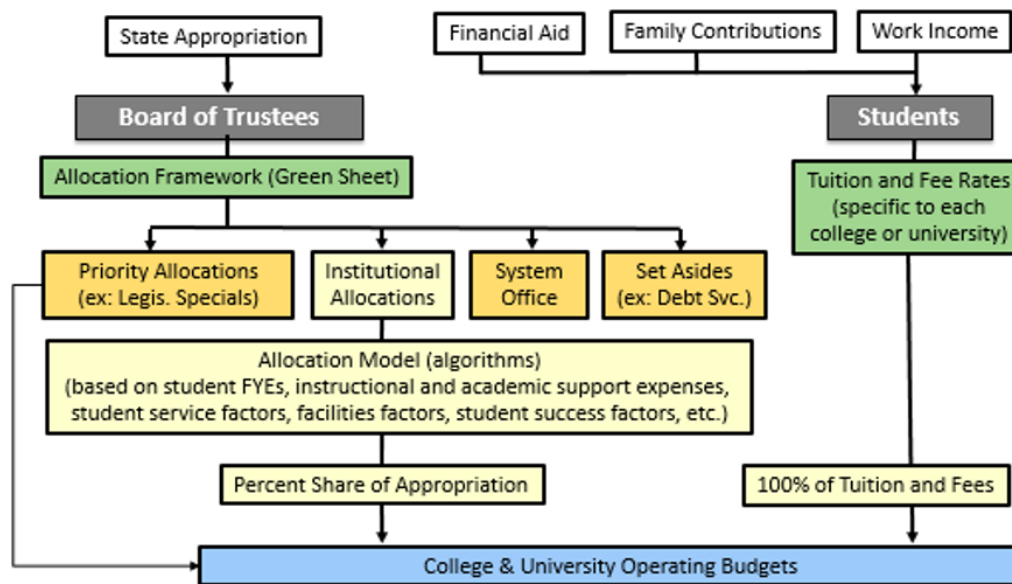 State Appropriation
Financial Aid
Family Contributions
Work Income
Board of Trustees
Students
Allocation Framework (Green Sheet)
Tuition and Fee Rates
(specific to each
college or university)
Priority Allocations
(ex: Legis. Specials)
Institutional
Allocations
System
Office
Set Asides
(ex: Debt Svc.)
Allocation Model (algorithms)
(based on student FYEs, instructional and academic support expenses,
student service factors, facilities factors, student success factors, etc.)
Percent Share of Appropriation
100% of Tuition and Fees
College & University Operating Budgets